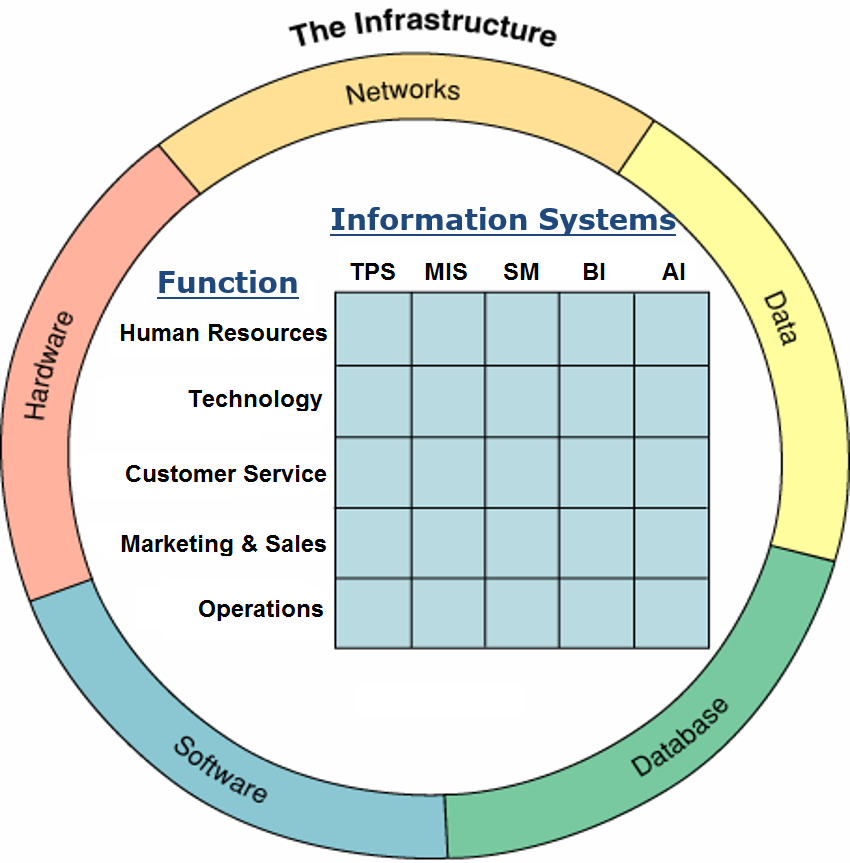 The Infrastructure
Networks
Information Systems
Function
TPS MIS SM BI AI
Human Resources
Technology
Customer Service
Marketing & Sales
Operations
Hardware
Data
Software
Database